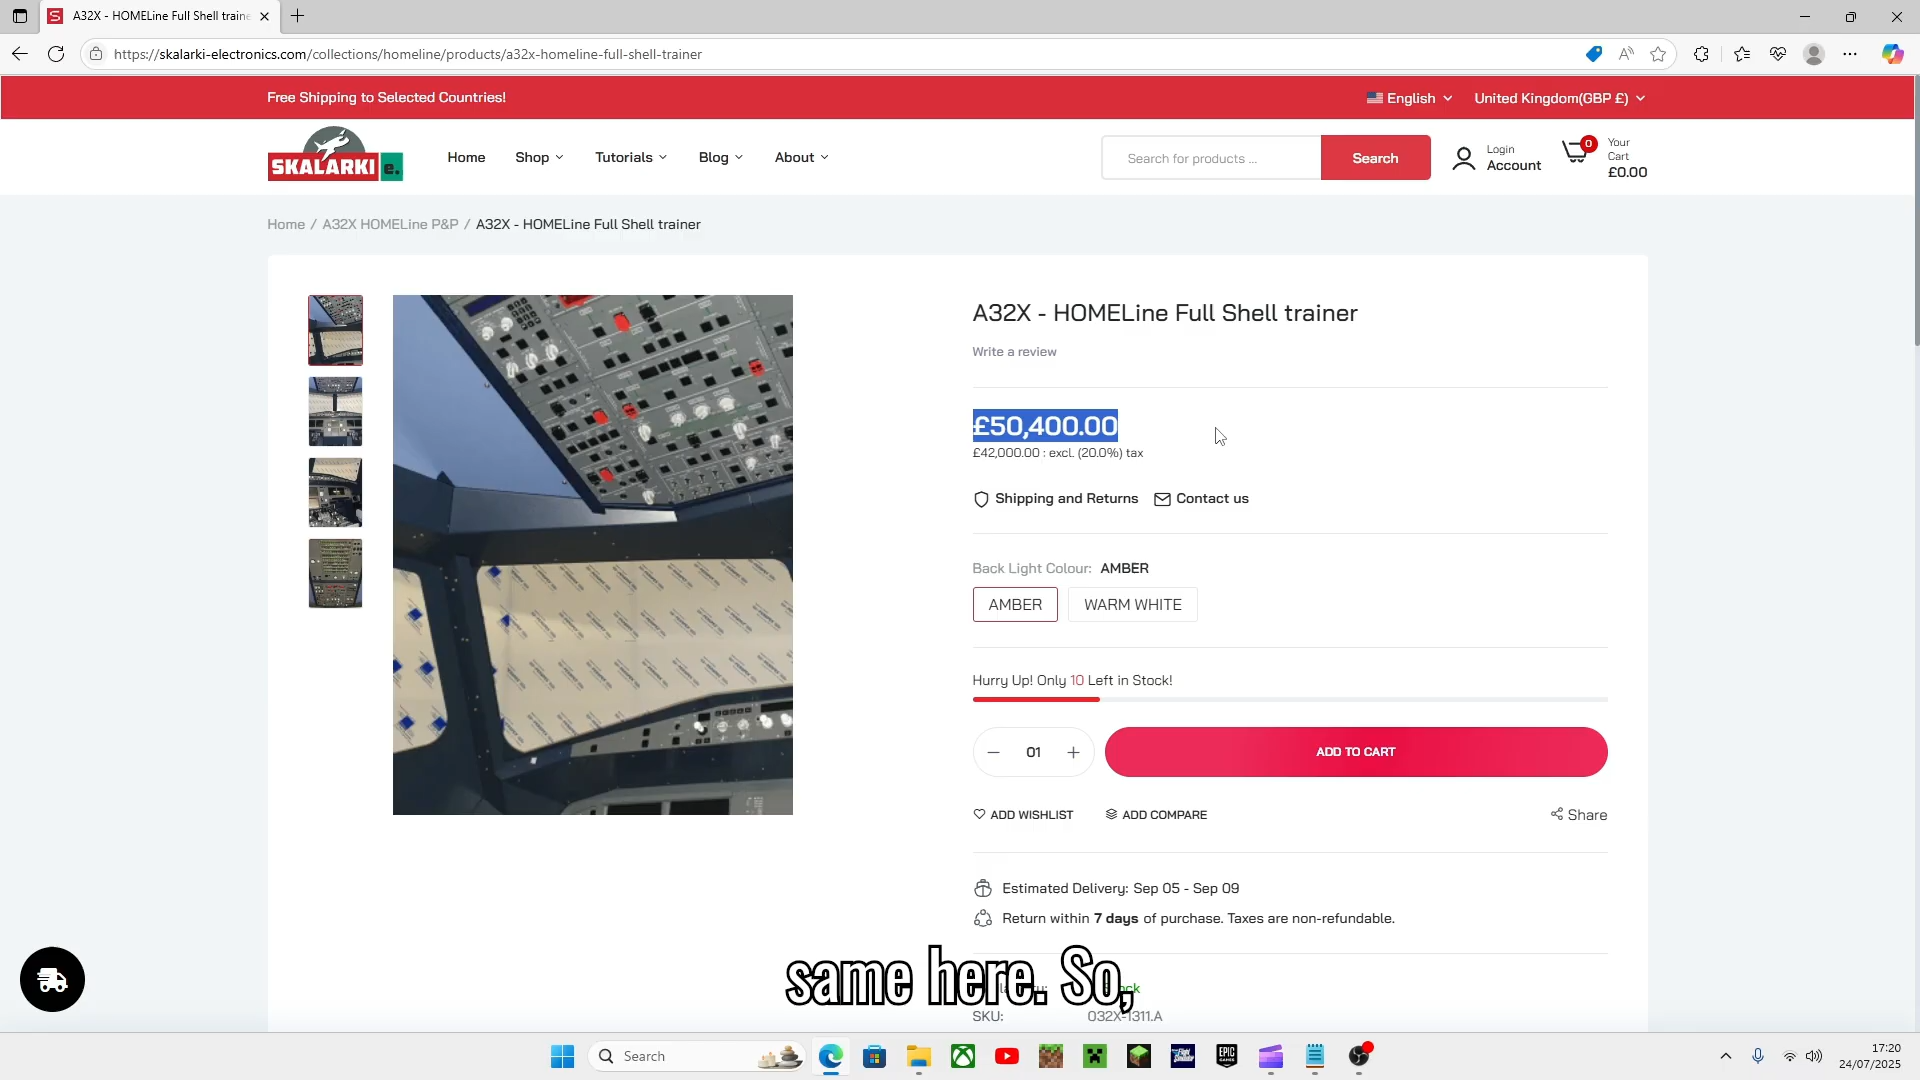 A32X - HOMELine Full Shell traine
https://skalarki-electronics.com/collections/homeline/products/a32x-homeline-full-shell-trainer
Free Shipping to Selected Countries!
English
United Kingdom(GBP £)
SKALARKI e.
Home
Shop
Tutorials
Blog
About
Search for products ...
Search
Login
Account
0
Your
Cart
£0.00
Home / A32X HOMELine P&P / A32X - HOMELine Full Shell trainer
A32X - HOMELine Full Shell trainer
Write a review
£50,400.00
£42,000.00 : excl. (20.0%) tax
Shipping and Returns
Contact us
Back Light Colour: AMBER
AMBER
WARM WHITE
Hurry Up! Only 10 Left in Stock!
01
ADD TO CART
ADD WISHLIST
ADD COMPARE
Share
Estimated Delivery: Sep 05 - Sep 09
Return within 7 days of purchase. Taxes are non-refundable.
same here. So,
SKU:
032X-1311.A
Search
EPIC
GAMES
17:20
24/07/2025